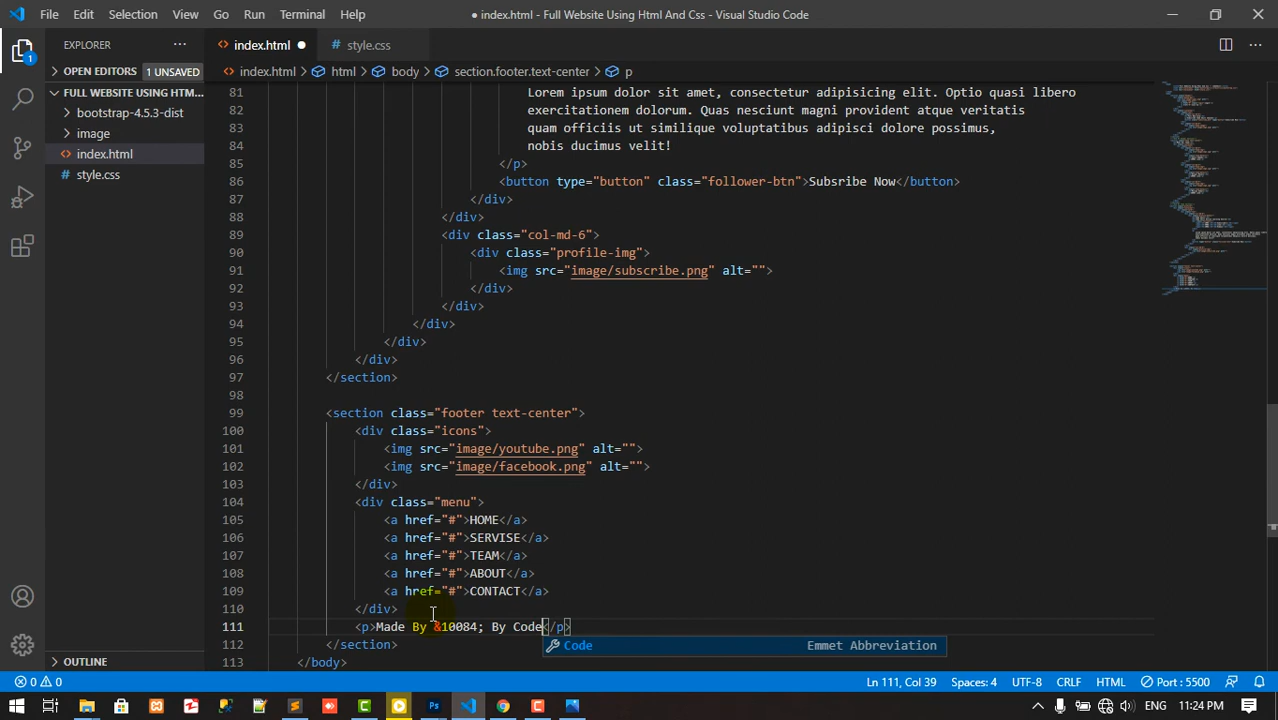 File Edit Selection View Go Run Terminal Help
● index.html - Full Website Using Html And Css - Visual Studio Code
EXPLORER ···
index.html ●
style.css
OPEN EDITORS 1 UNSAVED
index.html > html > body > section.footer.text-center > p
FULL WEBSITE USING HTM...
bootstrap-4.5.3-dist
image
index.html
style.css
81 Lorem ipsum dolor sit amet, consectetur adipisicing elit. Optio quasi libero
82 exercitationem dolorum. Quas nesciunt magni provident atque veritatis
83 quam officiis ut similique voluptatibus adipisci dolore possimus,
84 nobis ducimus velit!
85 </p>
86 <button type="button" class="follower-btn">Subsribe Now</button>
87 </div>
88 </div>
89 <div class="col-md-6">
90 <div class="profile-img">
91 <img src="image/subscribe.png" alt="">
92 </div>
93 </div>
94 </div>
95 </div>
96 </div>
97 </section>
98
99 <section class="footer text-center">
100 <div class="icons">
101 <img src="image/youtube.png" alt="">
102 <img src="image/facebook.png" alt="">
103 </div>
104 <div class="menu">
105 <a href="#">HOME</a>
106 <a href="#">SERVISE</a>
107 <a href="#">TEAM</a>
108 <a href="#">ABOUT</a>
109 <a href="#">CONTACT</a>
110 </div>
111 <p>Made By &10084; By Code</p>
Code Emmet Abbreviation
112 </section>
113 </body>
OUTLINE
0 0
Ln 111, Col 39 Spaces: 4 UTF-8 CRLF HTML Port : 5500
ENG 11:24 PM